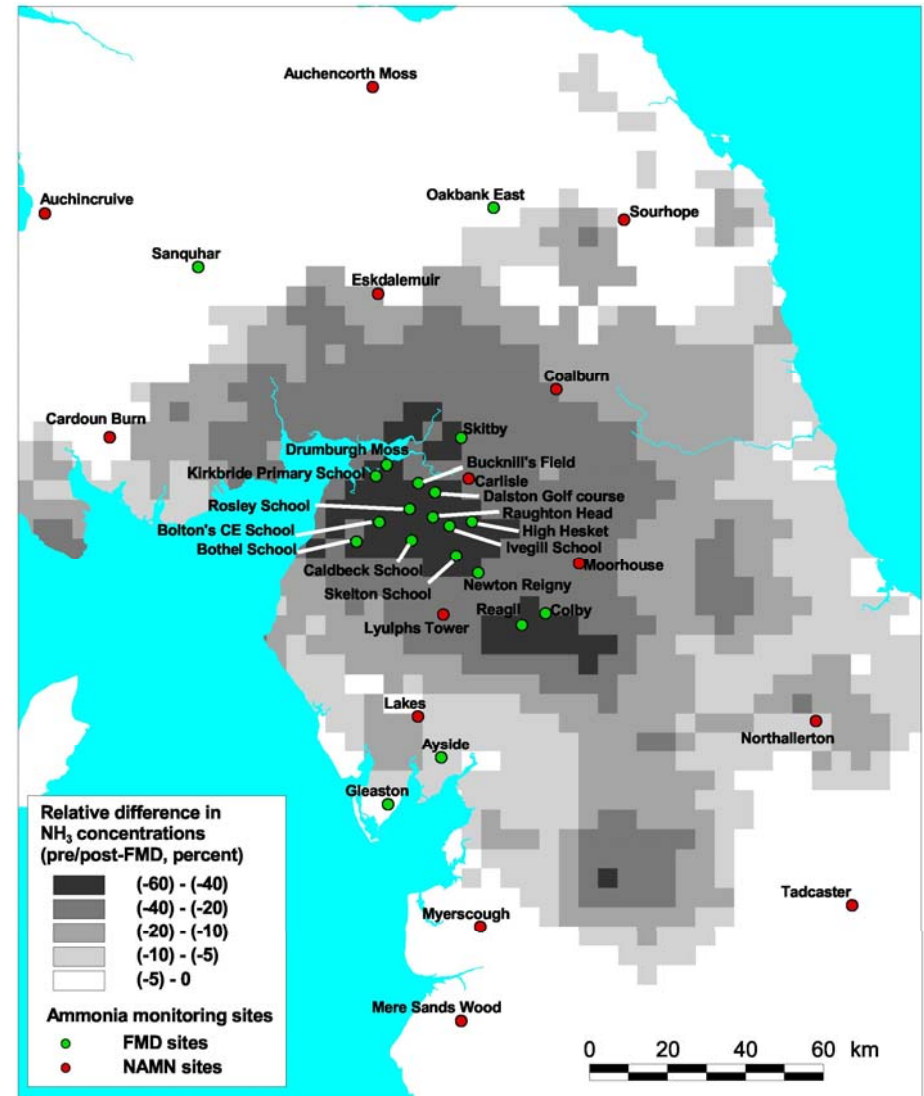 Auchencorth Moss
Auchincruive
Oakbank East
Sourhope
Sanquhar
Eskdalemuir
Coalburn
Cardoun Burn
Skitby
Drumburgh Moss
Bucknill's Field
Kirkbride Primary School
Carlisle
Dalston Golf course
Rosley School
Raughton Head
Bolton's CE School
High Hesket
Bothel School
Ivegill School
Caldbeck School
Moorhouse
Skelton School
Newton Reigny
Reagil
Colby
Lyulphs Tower
Lakes
Northallerton
Ayside
Gleaston
Relative difference in
NH₃ concentrations
(pre/post-FMD, percent)
(-60) - (-40)
(-40) - (-20)
(-20) - (-10)
(-10) - (-5)
(-5) - 0
Ammonia monitoring sites
FMD sites
NAMN sites
Tadcaster
Myerscough
Mere Sands Wood
0 20 40 60 km